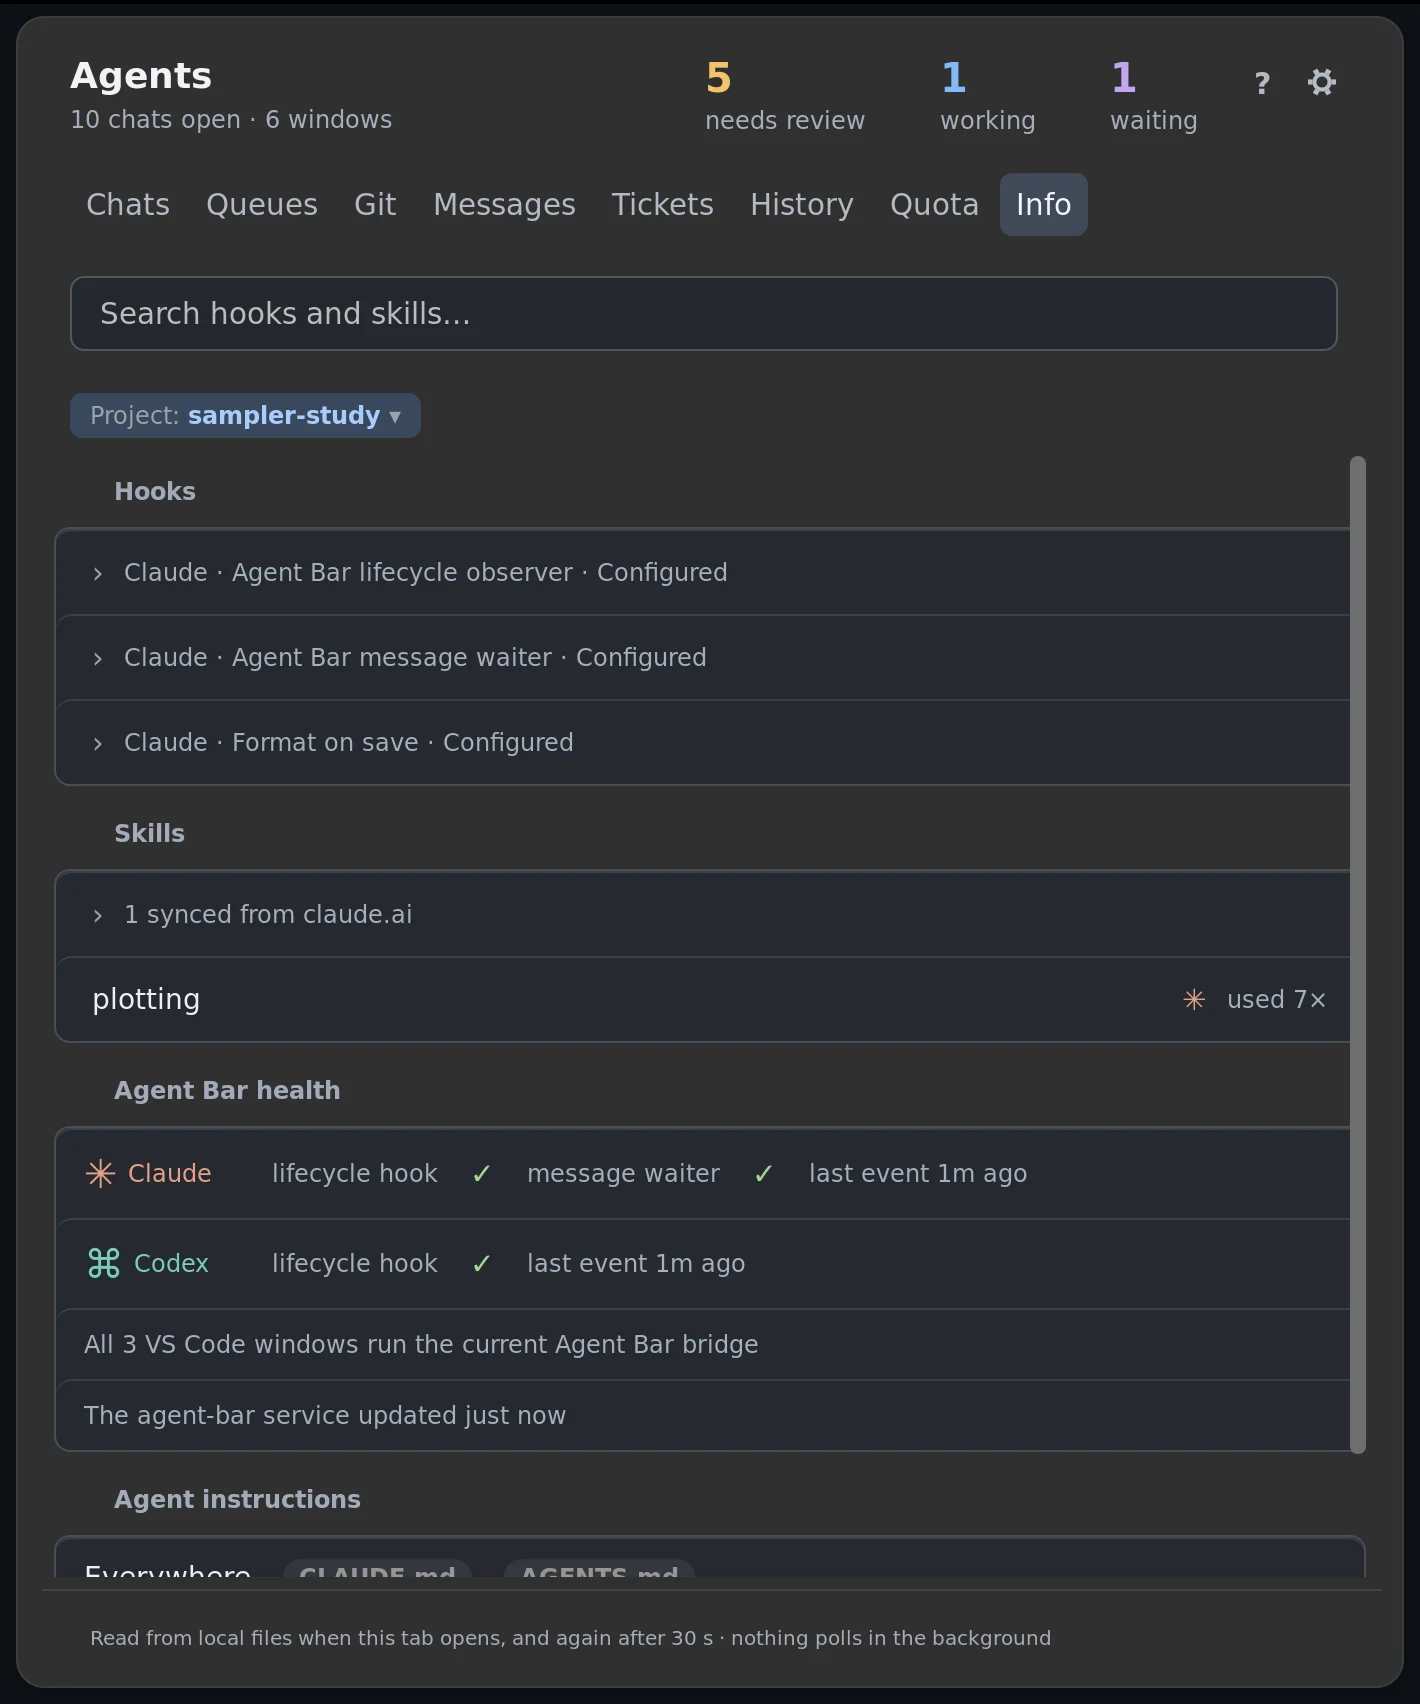 Agents
10 chats open · 6 windows
5
needs review
1
working
1
waiting
?
Chats Queues Git Messages Tickets History Quota Info
Search hooks and skills...
Project: sampler-study ▾
Hooks
› Claude · Agent Bar lifecycle observer · Configured
› Claude · Agent Bar message waiter · Configured
› Claude · Format on save · Configured
Skills
› 1 synced from claude.ai
plotting used 7×
Agent Bar health
Claude lifecycle hook ✓ message waiter ✓ last event 1m ago
⌘ Codex lifecycle hook ✓ last event 1m ago
All 3 VS Code windows run the current Agent Bar bridge
The agent-bar service updated just now
Agent instructions
Everywhere CLAUDE.md AGENTS.md
Read from local files when this tab opens, and again after 30 s · nothing polls in the background